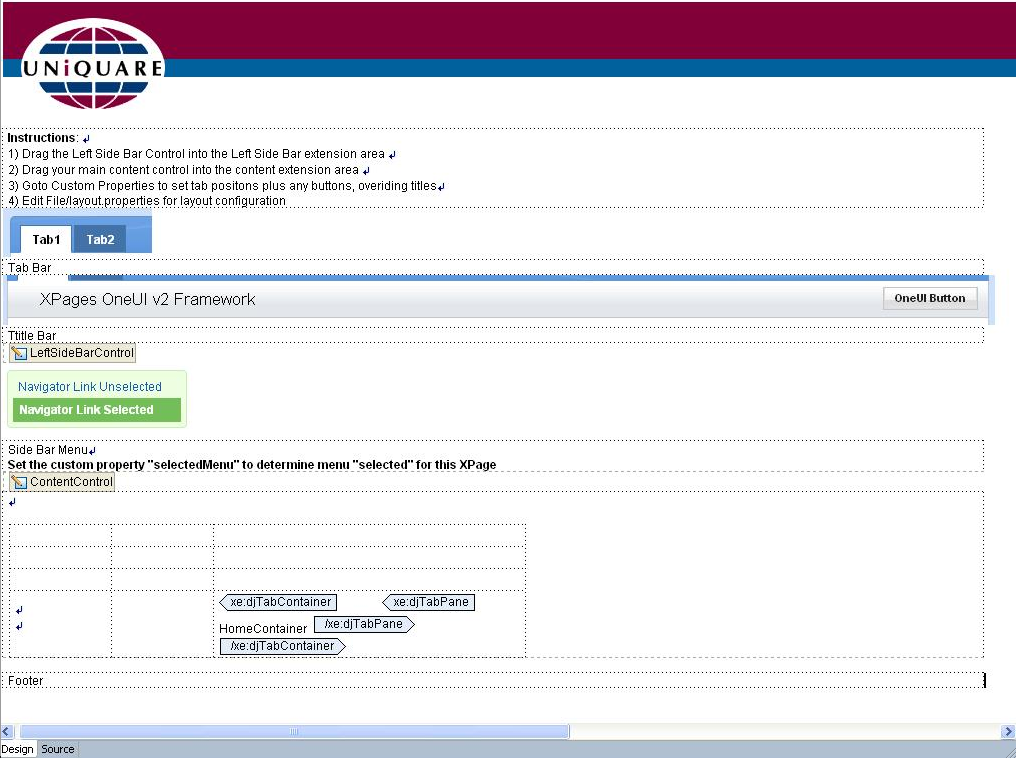 UNiQUARE
Instructions:
1) Drag the Left Side Bar Control into the Left Side Bar extension area
2) Drag your main content control into the content extension area
3) Goto Custom Properties to set tab positons plus any buttons, overiding titles
4) Edit File/layout.properties for layout configuration
Tab1 Tab2
Tab Bar
XPages OneUI v2 Framework OneUI Button
Ttitle Bar
LeftSideBarControl
Navigator Link Unselected
Navigator Link Selected
Side Bar Menu
Set the custom property "selectedMenu" to determine menu "selected" for this XPage
ContentControl
xe:djTabContainer xe:djTabPane
HomeContainer /xe:djTabPane
/xe:djTabContainer
Footer
Design Source